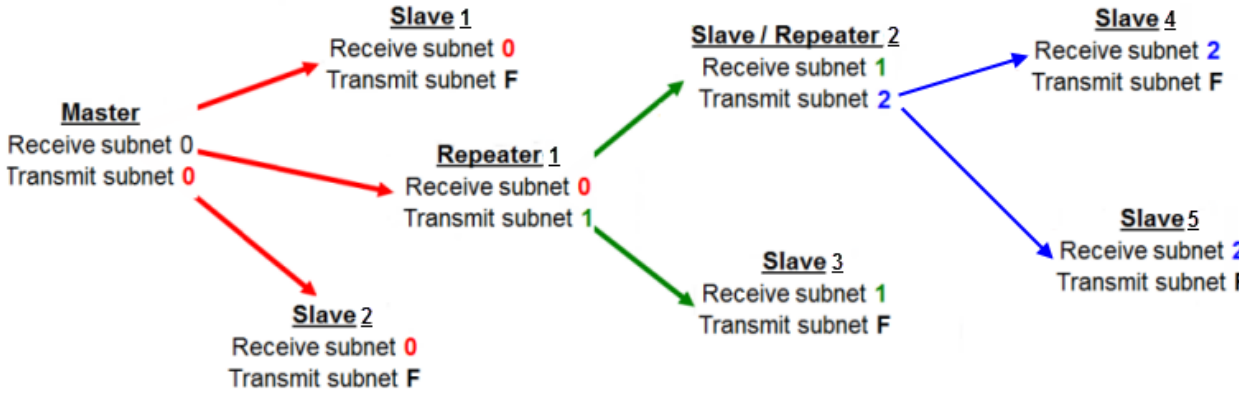 Master
Receive subnet 0
Transmit subnet 0
Slave 1
Receive subnet 0
Transmit subnet F
Repeater 1
Receive subnet 0
Transmit subnet 1
Slave 2
Receive subnet 0
Transmit subnet F
Slave / Repeater 2
Receive subnet 1
Transmit subnet 2
Slave 3
Receive subnet 1
Transmit subnet F
Slave 4
Receive subnet 2
Transmit subnet F
Slave 5
Receive subnet 2
Transmit subnet F